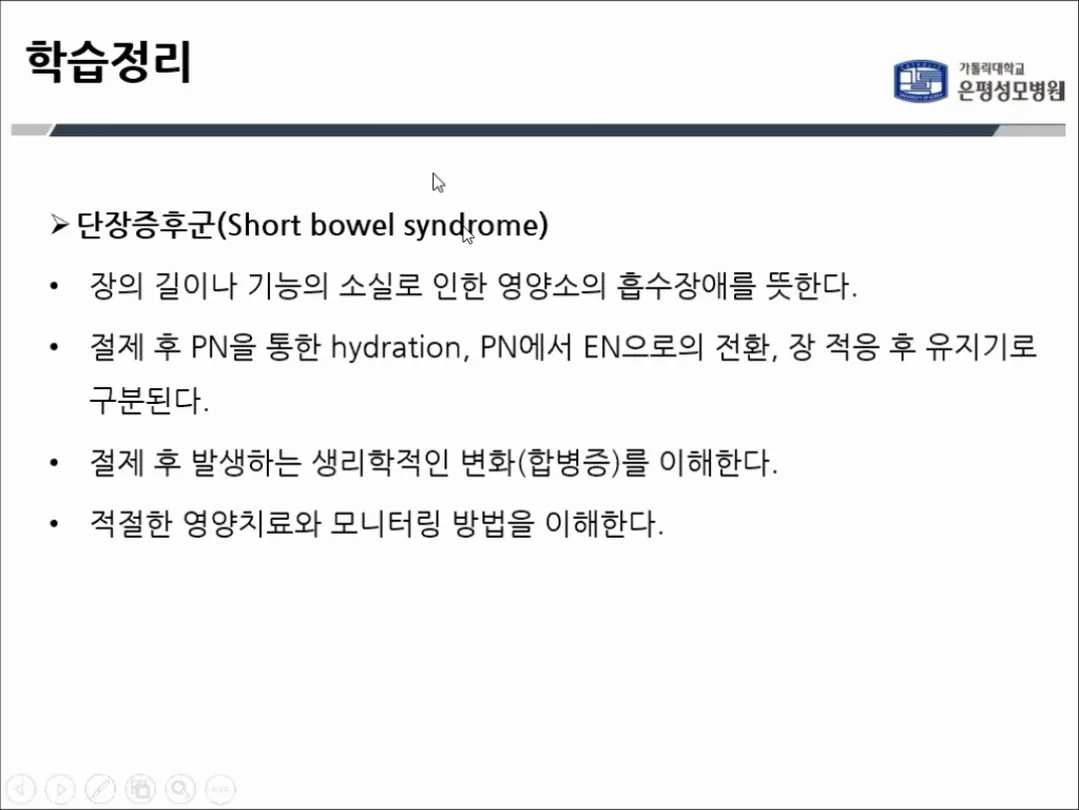 학습정리
가톨릭대학교
은평성모병원
➢ 단장증후군(Short bowel syndrome)
• 장의 길이나 기능의 소실로 인한 영양소의 흡수장애를 뜻한다.
• 절제 후 PN을 통한 hydration, PN에서 EN으로의 전환, 장 적응 후 유지기로
구분된다.
• 절제 후 발생하는 생리학적인 변화(합병증)를 이해한다.
• 적절한 영양치료와 모니터링 방법을 이해한다.